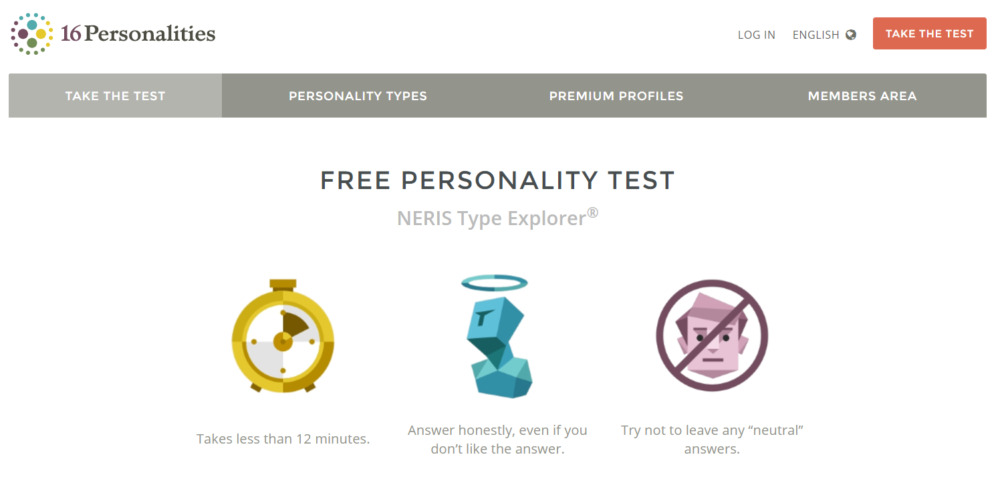 16Personalities
LOG IN
ENGLISH
TAKE THE TEST
TAKE THE TEST
PERSONALITY TYPES
PREMIUM PROFILES
MEMBERS AREA
FREE PERSONALITY TEST
NERIS Type Explorer®
Takes less than 12 minutes.
Answer honestly, even if you
don’t like the answer.
Try not to leave any “neutral”
answers.